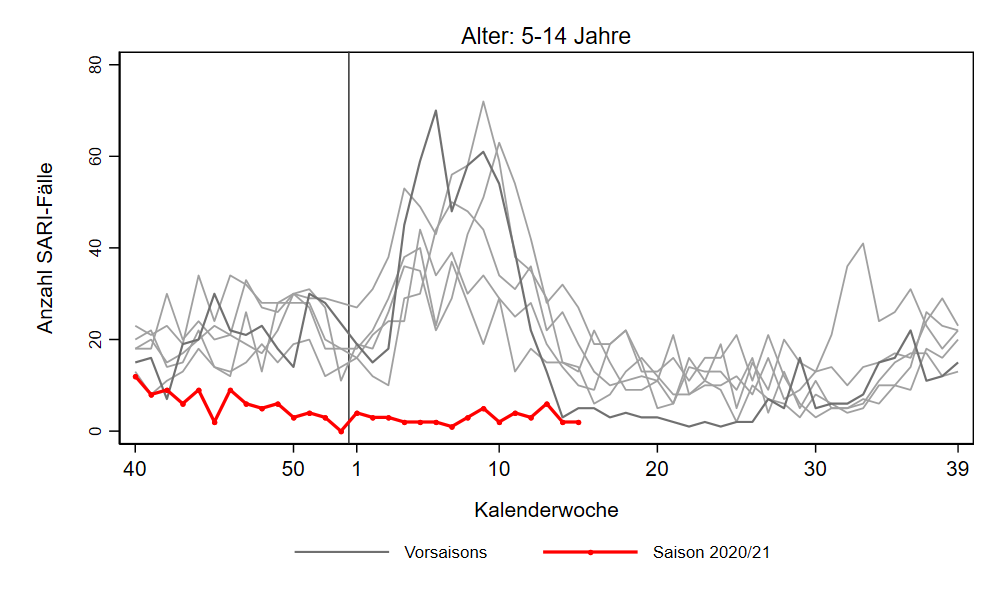 Alter: 5-14 Jahre
Anzahl SARI-Fälle
80
60
40
20
0
40 50 1 10 20 30 39
Kalenderwoche
Vorsaisons Saison 2020/21